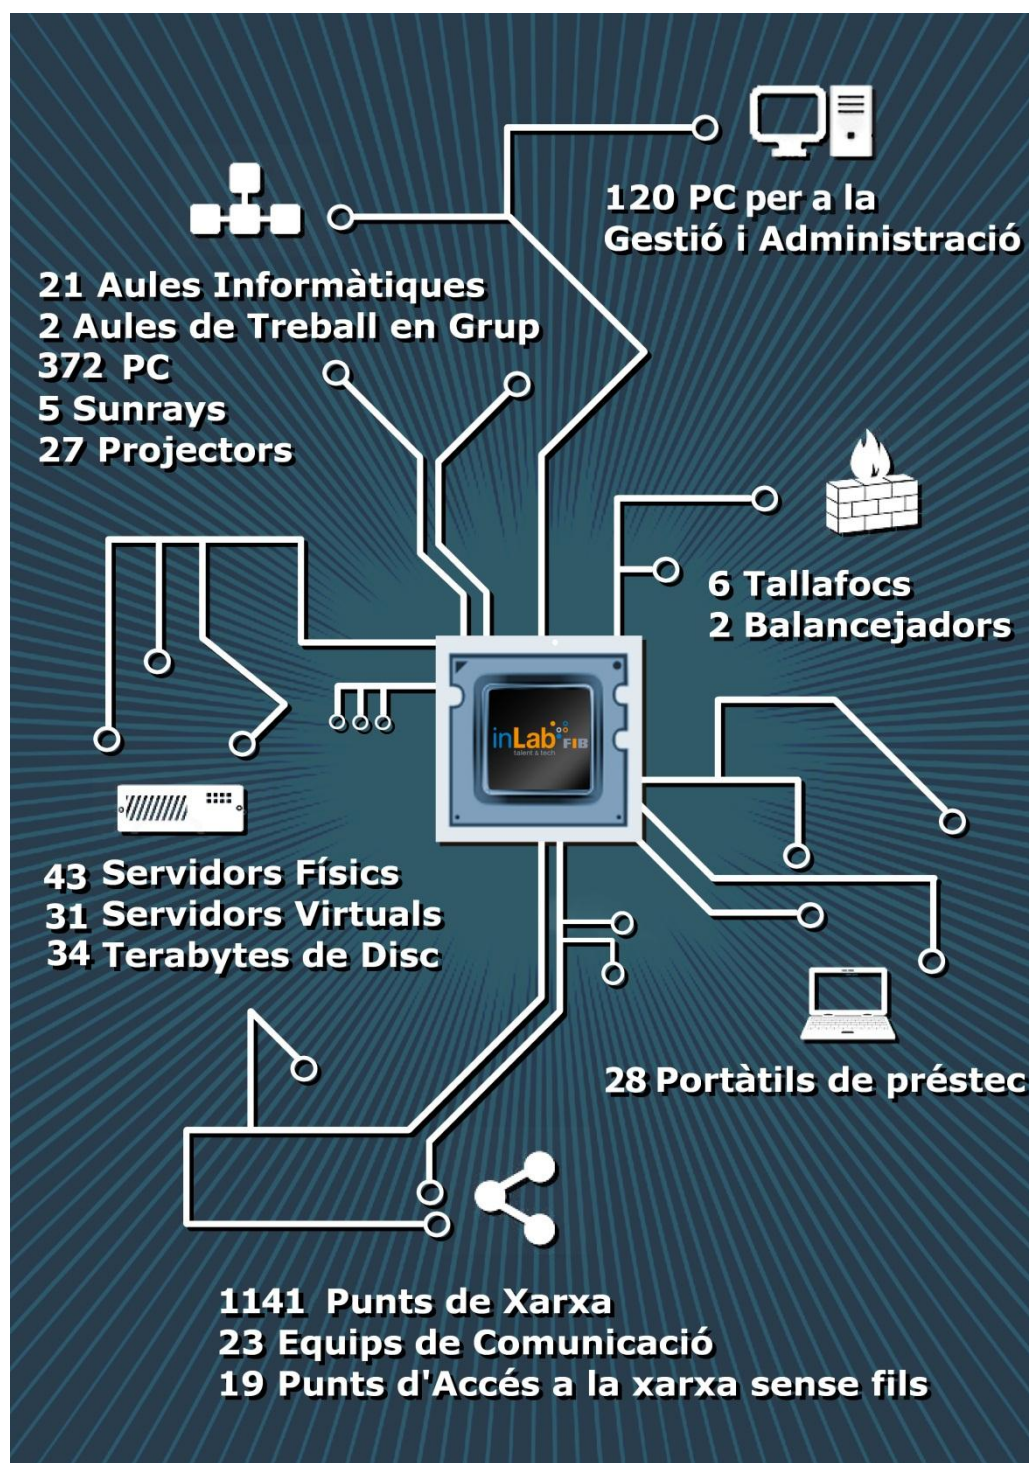 120 PC per a la
Gestió i Administració
21 Aules Informàtiques
2 Aules de Treball en Grup
372 PC
5 Sunrays
27 Projectors
6 Tallafocs
2 Balancejadors
inLab FIB
talent & tech
43 Servidors Físics
31 Servidors Virtuals
34 Terabytes de Disc
28 Portàtils de préstec
1141 Punts de Xarxa
23 Equips de Comunicació
19 Punts d'Accés a la xarxa sense fils